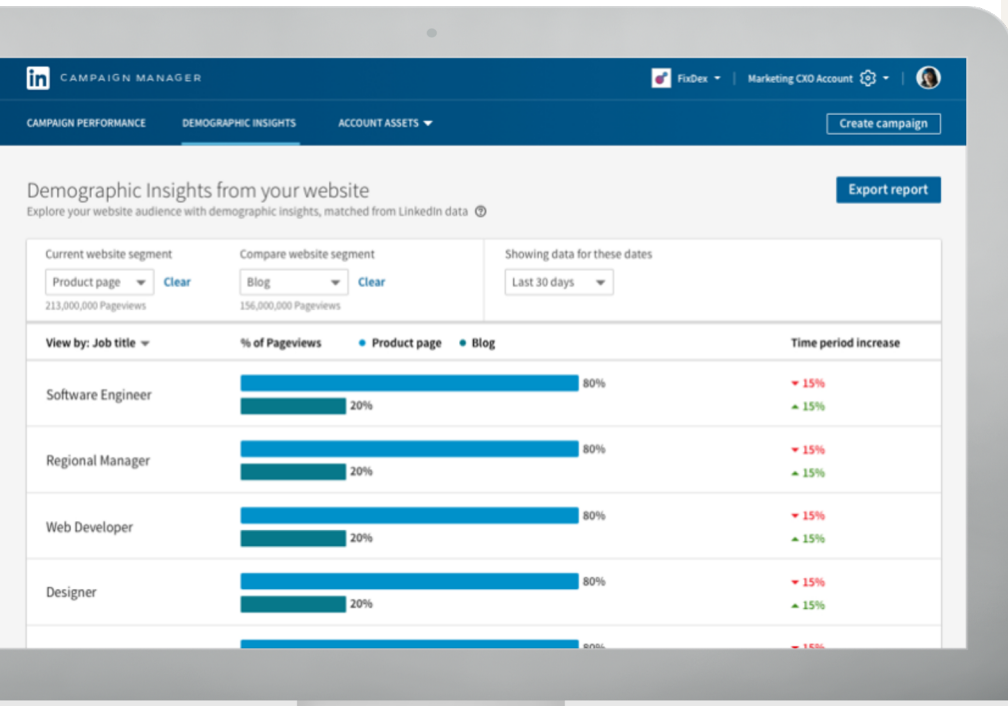 in CAMPAIGN MANAGER
FixDex
Marketing CXO Account
CAMPAIGN PERFORMANCE
DEMOGRAPHIC INSIGHTS
ACCOUNT ASSETS
Create campaign
Demographic Insights from your website
Export report
Explore your website audience with demographic insights, matched from LinkedIn data
Current website segment
Compare website segment
Showing data for these dates
Product page
Clear
Blog
Clear
Last 30 days
213,000,000 Pageviews
156,000,000 Pageviews
View by: Job title
% of Pageviews
Product page
Blog
Time period increase
Software Engineer
80%
15%
20%
15%
Regional Manager
80%
15%
20%
15%
Web Developer
80%
15%
20%
15%
Designer
80%
15%
20%
15%
80%
15%